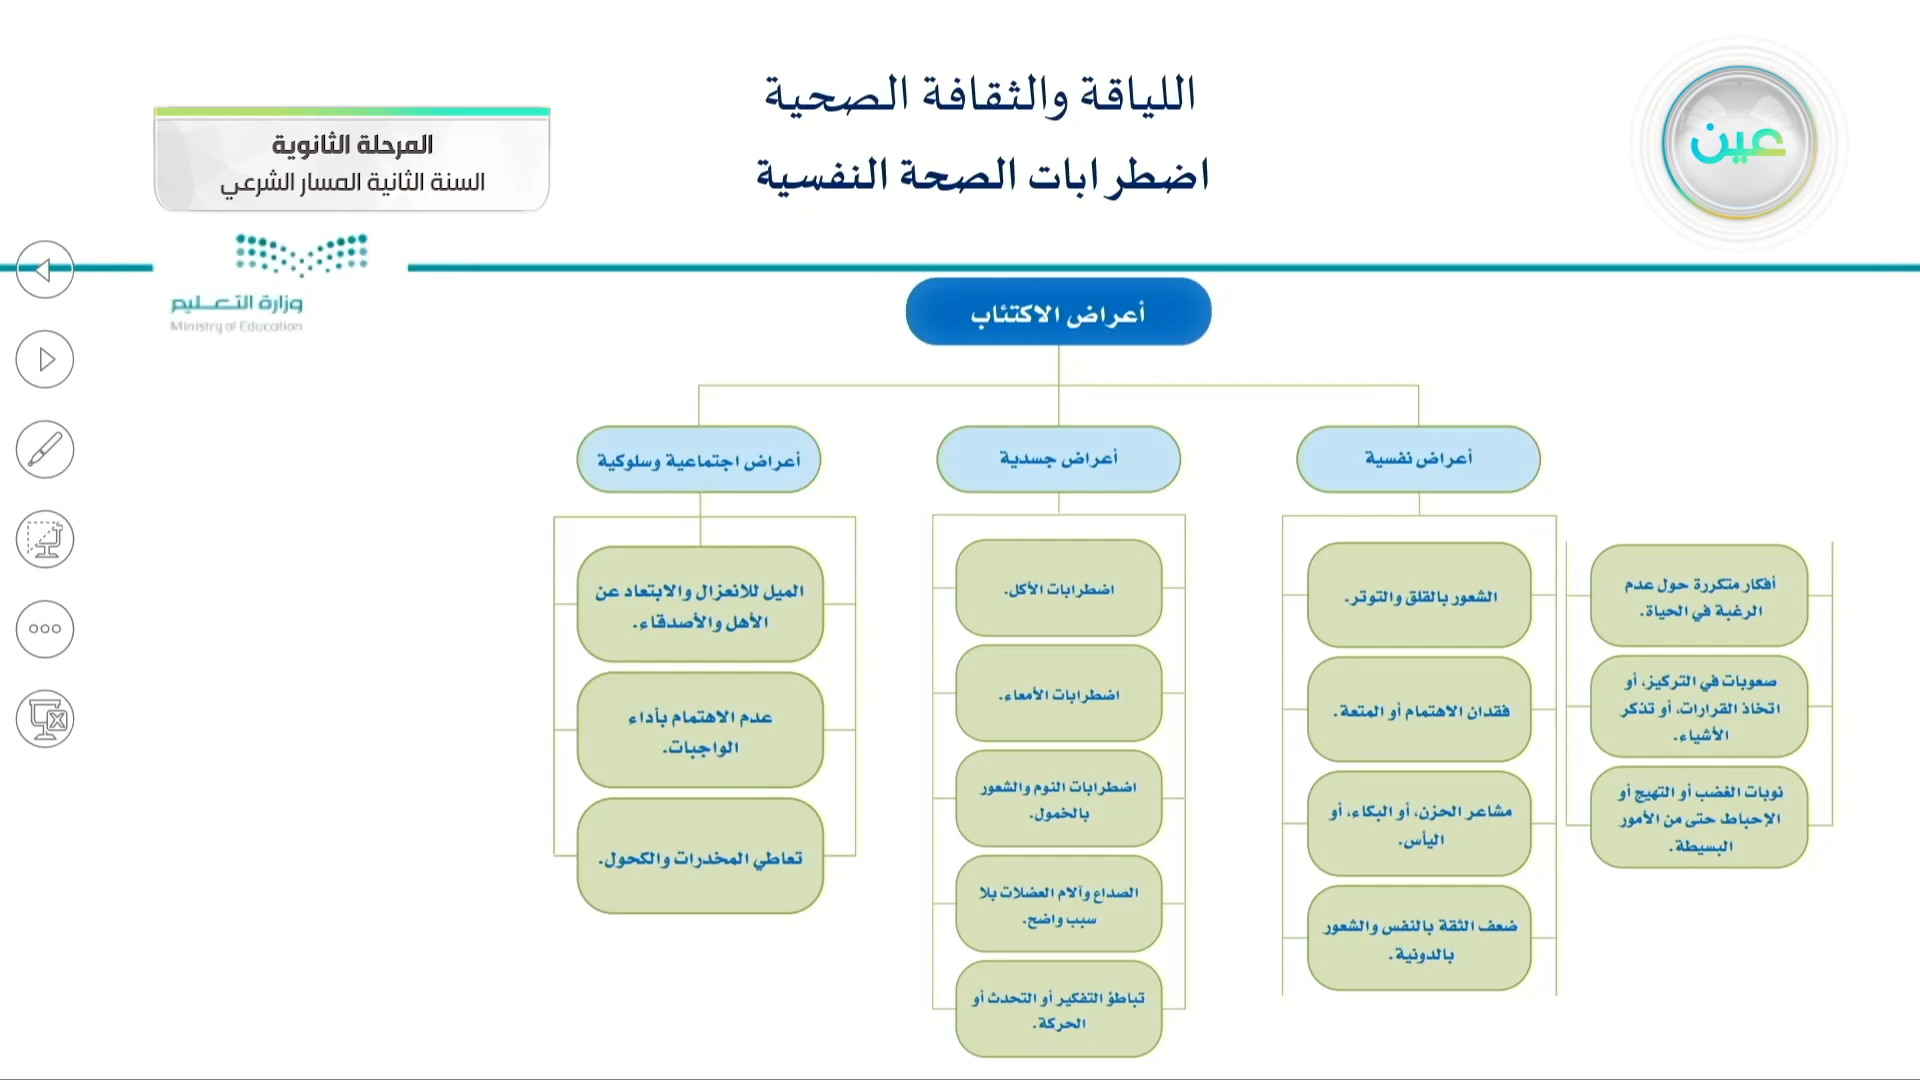 اللياقة والثقافة الصحية
اضطرابات الصحة النفسية
عين
المرحلة الثانوية
السنة الثانية المسار الشرعي
وزارة التعليم
Ministry of Education
أعراض الاكتئاب
أعراض نفسية
أعراض جسدية
أعراض اجتماعية وسلوكية
أفكار متكررة حول عدم
الرغبة في الحياة.
صعوبات في التركيز، أو
اتخاذ القرارات، أو تذكر
الأشياء.
نوبات الغضب أو التهيج أو
الإحباط حتى من الأمور
البسيطة.
الشعور بالقلق والتوتر.
فقدان الاهتمام أو المتعة.
مشاعر الحزن، أو البكاء، أو
اليأس.
ضعف الثقة بالنفس والشعور
بالدونية.
اضطرابات الأكل.
اضطرابات الأمعاء.
اضطرابات النوم والشعور
بالخمول.
الصداع وآلام العضلات بلا
سبب واضح.
تباطؤ التفكير أو التحدث أو
الحركة.
الميل للانعزال والابتعاد عن
الأهل والأصدقاء.
عدم الاهتمام بأداء
الواجبات.
تعاطي المخدرات والكحول.